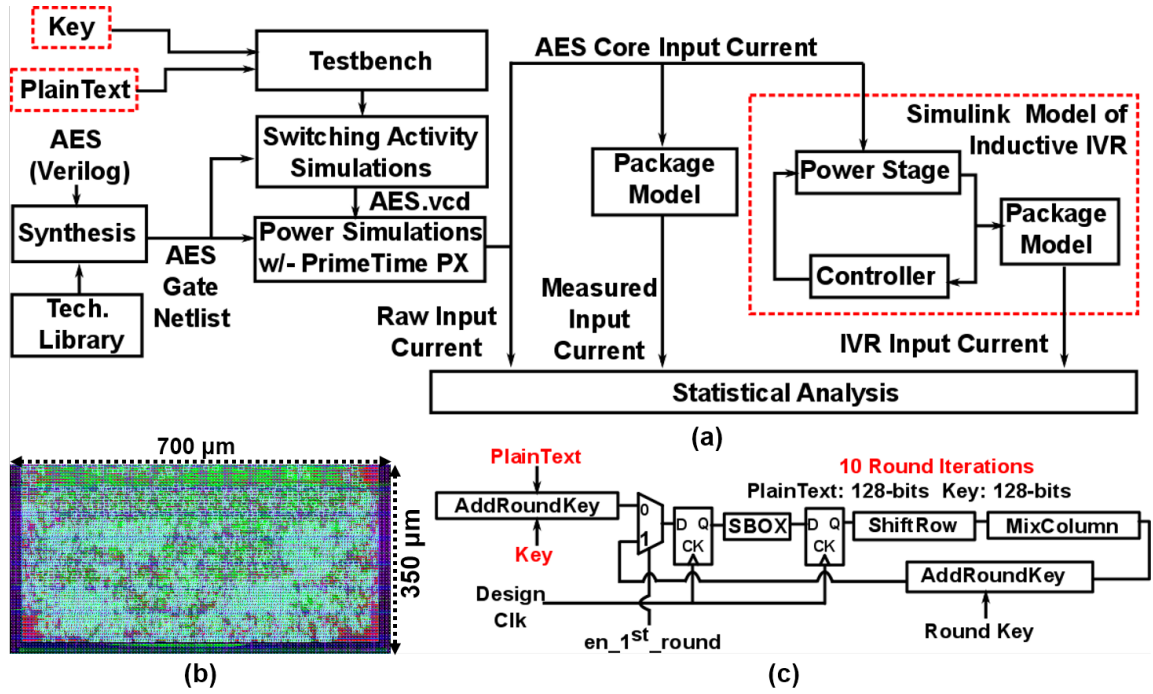 Key
PlainText
Testbench
AES
(Verilog)
Switching Activity
Simulations
AES.vcd
Synthesis
Power Simulations
w/- PrimeTime PX
AES
Gate
Netlist
Tech.
Library
AES Core Input Current
Raw Input
Current
Package
Model
Measured
Input
Current
Simulink Model of
Inductive IVR
Power Stage
Controller
Package
Model
IVR Input Current
Statistical Analysis
(a)
700 μm
350 μm
(b)
PlainText
AddRoundKey
Key
0
1
D Q
CK
SBOX
D Q
CK
10 Round Iterations
PlainText: 128-bits Key: 128-bits
ShiftRow
MixColumn
AddRoundKey
Round Key
Design
Clk
en_1st_round
(c)